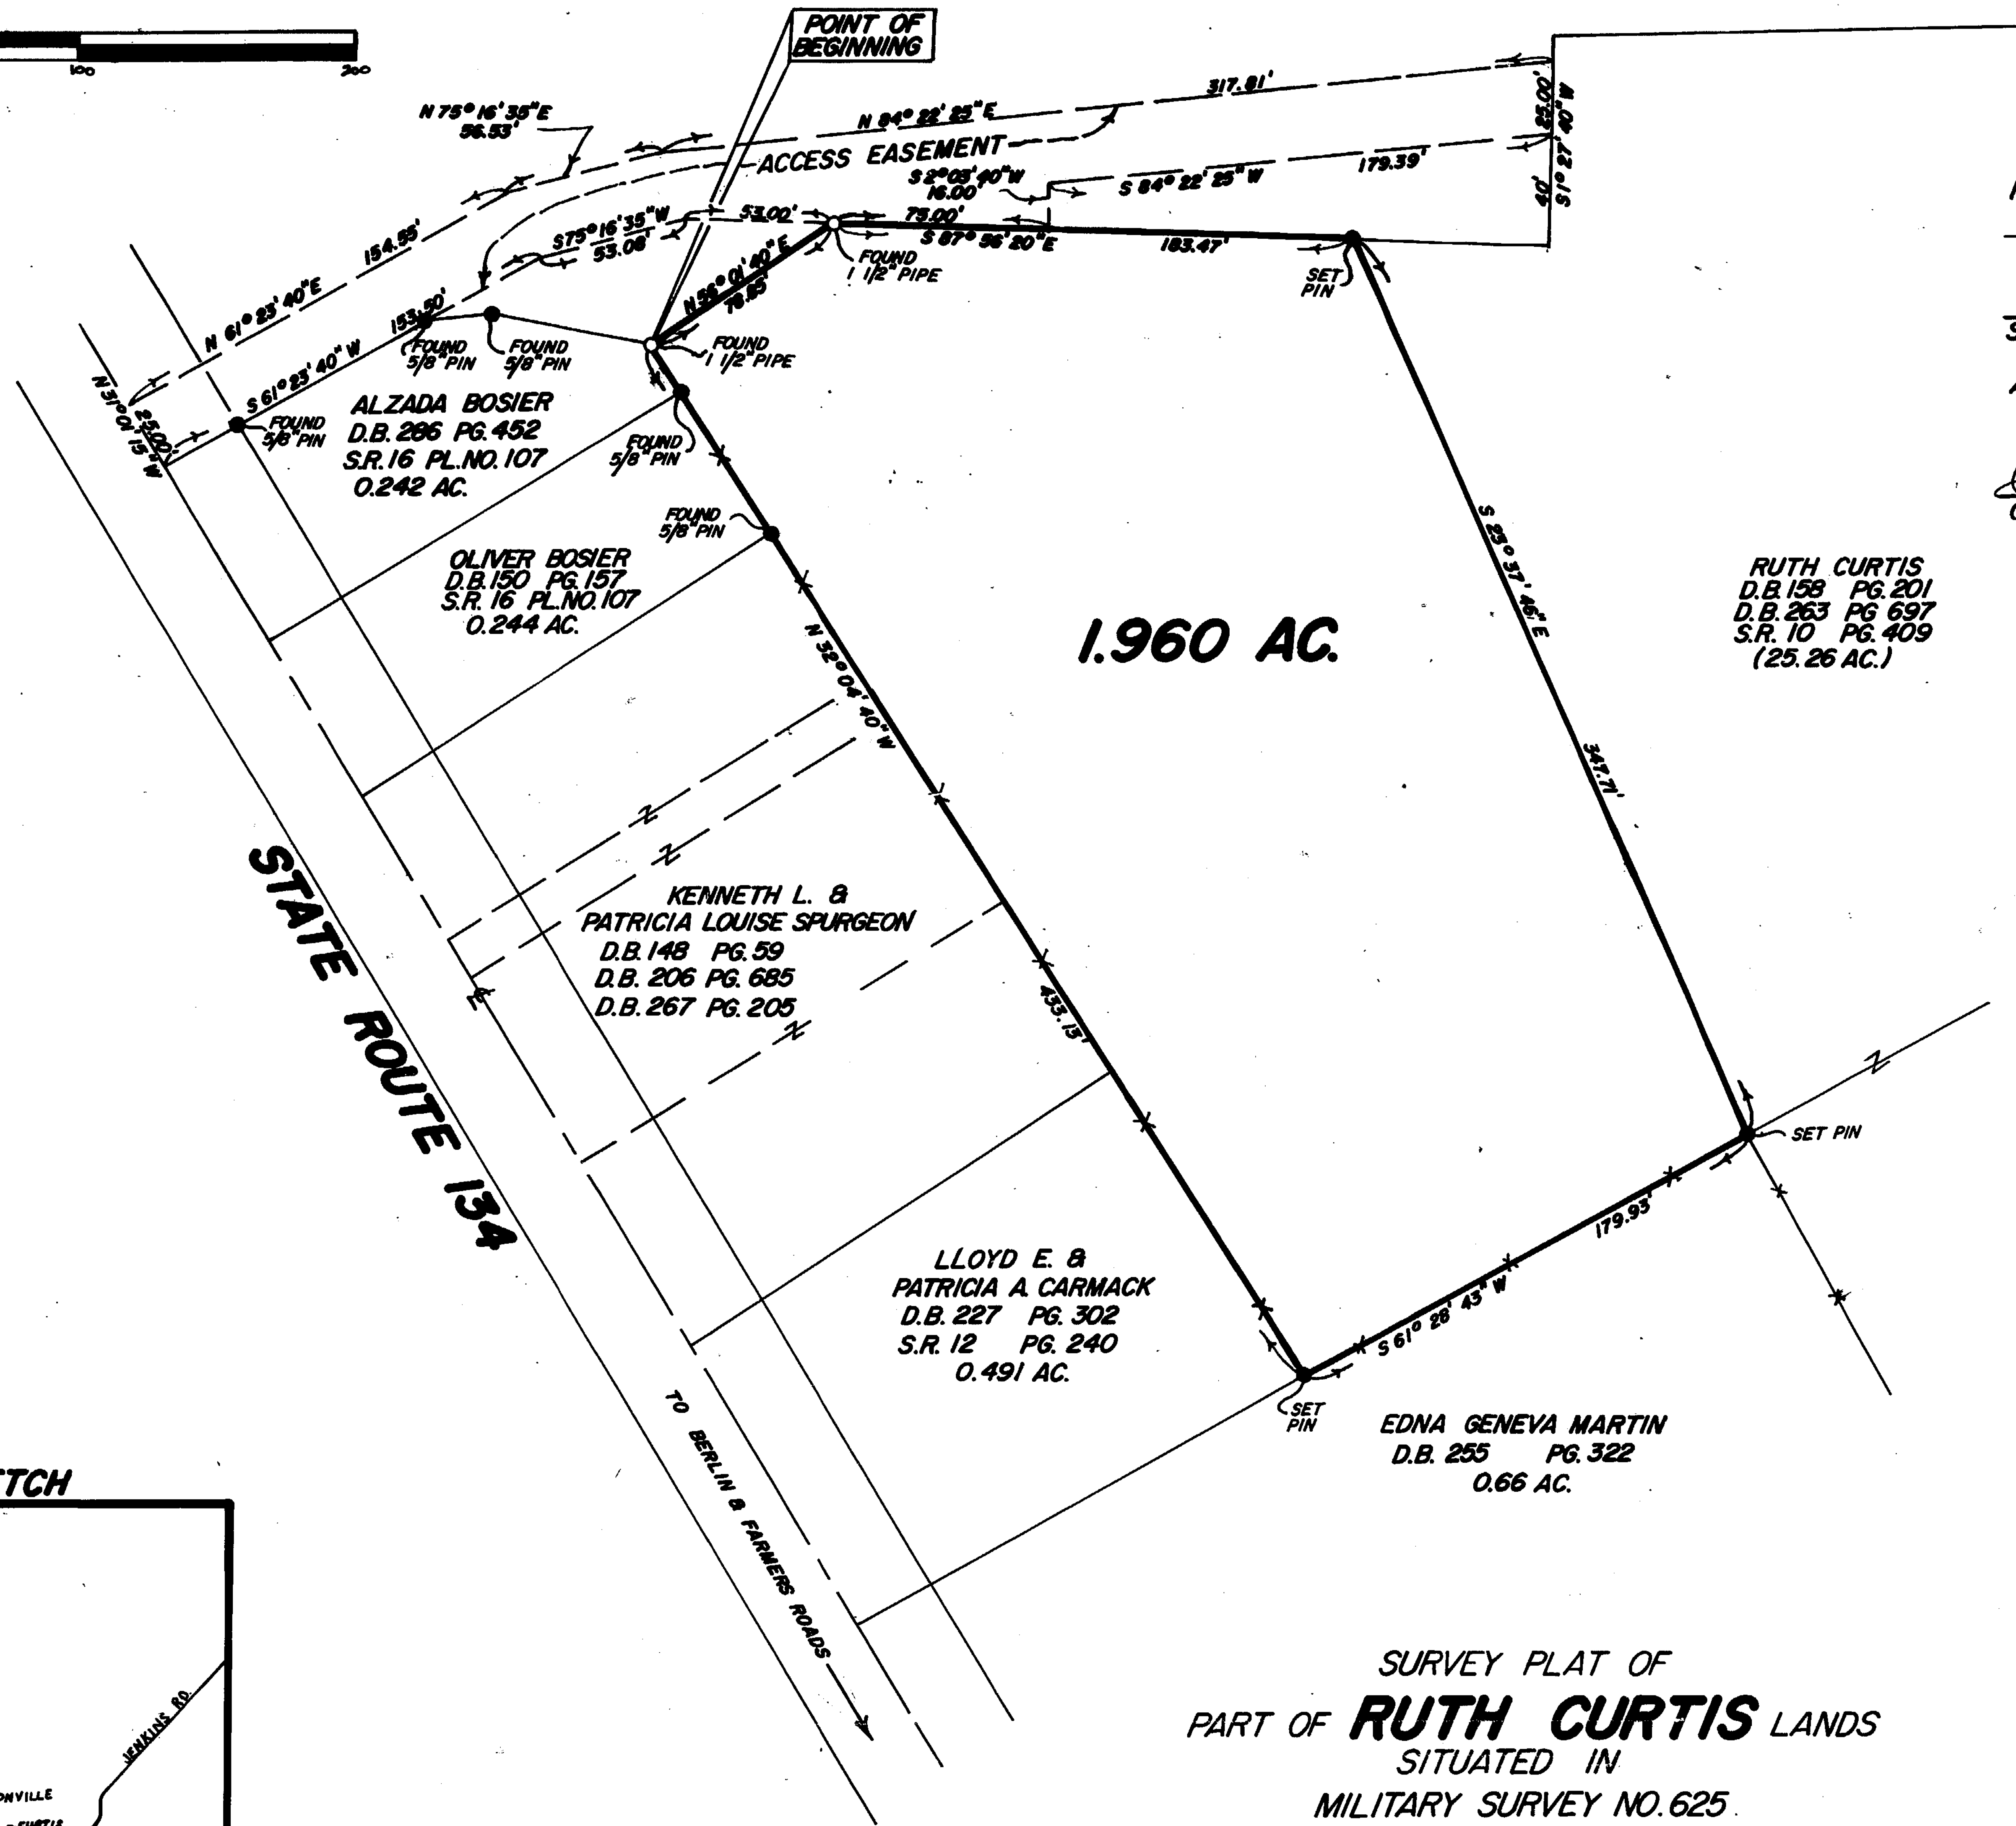 POINT OF
BEGINNING
100
200
N 75° 16' 35" E
56.53'
N 84° 22' 25" E
317.81'
25.00'
S 1° 27' 40" W
40'
ACCESS EASEMENT
S 2° 03' 40" W
16.00'
S 84° 22' 25" W
179.39'
154.55'
N 61° 23' 40" E
S 75° 16' 35" W
53.08'
53.00'
75.00'
S 87° 56' 20" E
183.47'
N 56° 01' 40" E
78.85'
FOUND
1 1/2" PIPE
SET
PIN
153.50'
S 61° 23' 40" W
N 31° 01' 15" W
25.00'
FOUND
5/8" PIN
FOUND
5/8" PIN
FOUND
5/8" PIN
FOUND
1 1/2" PIPE
ALZADA BOSIER
D.B. 286 PG. 452
S.R. 16 PL. NO. 107
0.242 AC.
FOUND
5/8" PIN
FOUND
5/8" PIN
OLIVER BOSIER
D.B. 150 PG. 157
S.R. 16 PL. NO. 107
0.244 AC.
N 32° 04' 40" W
1.960 AC.
S 23° 37' 46" E
347.71'
RUTH CURTIS
D.B. 158 PG. 201
D.B. 263 PG 697
S.R. 10 PG. 409
(25.26 AC.)
KENNETH L. &
PATRICIA LOUISE SPURGEON
D.B. 148 PG. 59
D.B. 206 PG. 685
D.B. 267 PG. 205
433.13'
STATE ROUTE 134
SET PIN
179.93'
S 61° 28' 43" W
LLOYD E. &
PATRICIA A. CARMACK
D.B. 227 PG. 302
S.R. 12 PG. 240
0.491 AC.
SET
PIN
EDNA GENEVA MARTIN
D.B. 255 PG. 322
0.66 AC.
TO BERLIN & FARMERS ROADS
TCH
JENKINS RD.
NVILLE
CURTIS
SURVEY PLAT OF
PART OF RUTH CURTIS LANDS
SITUATED IN
MILITARY SURVEY NO. 625